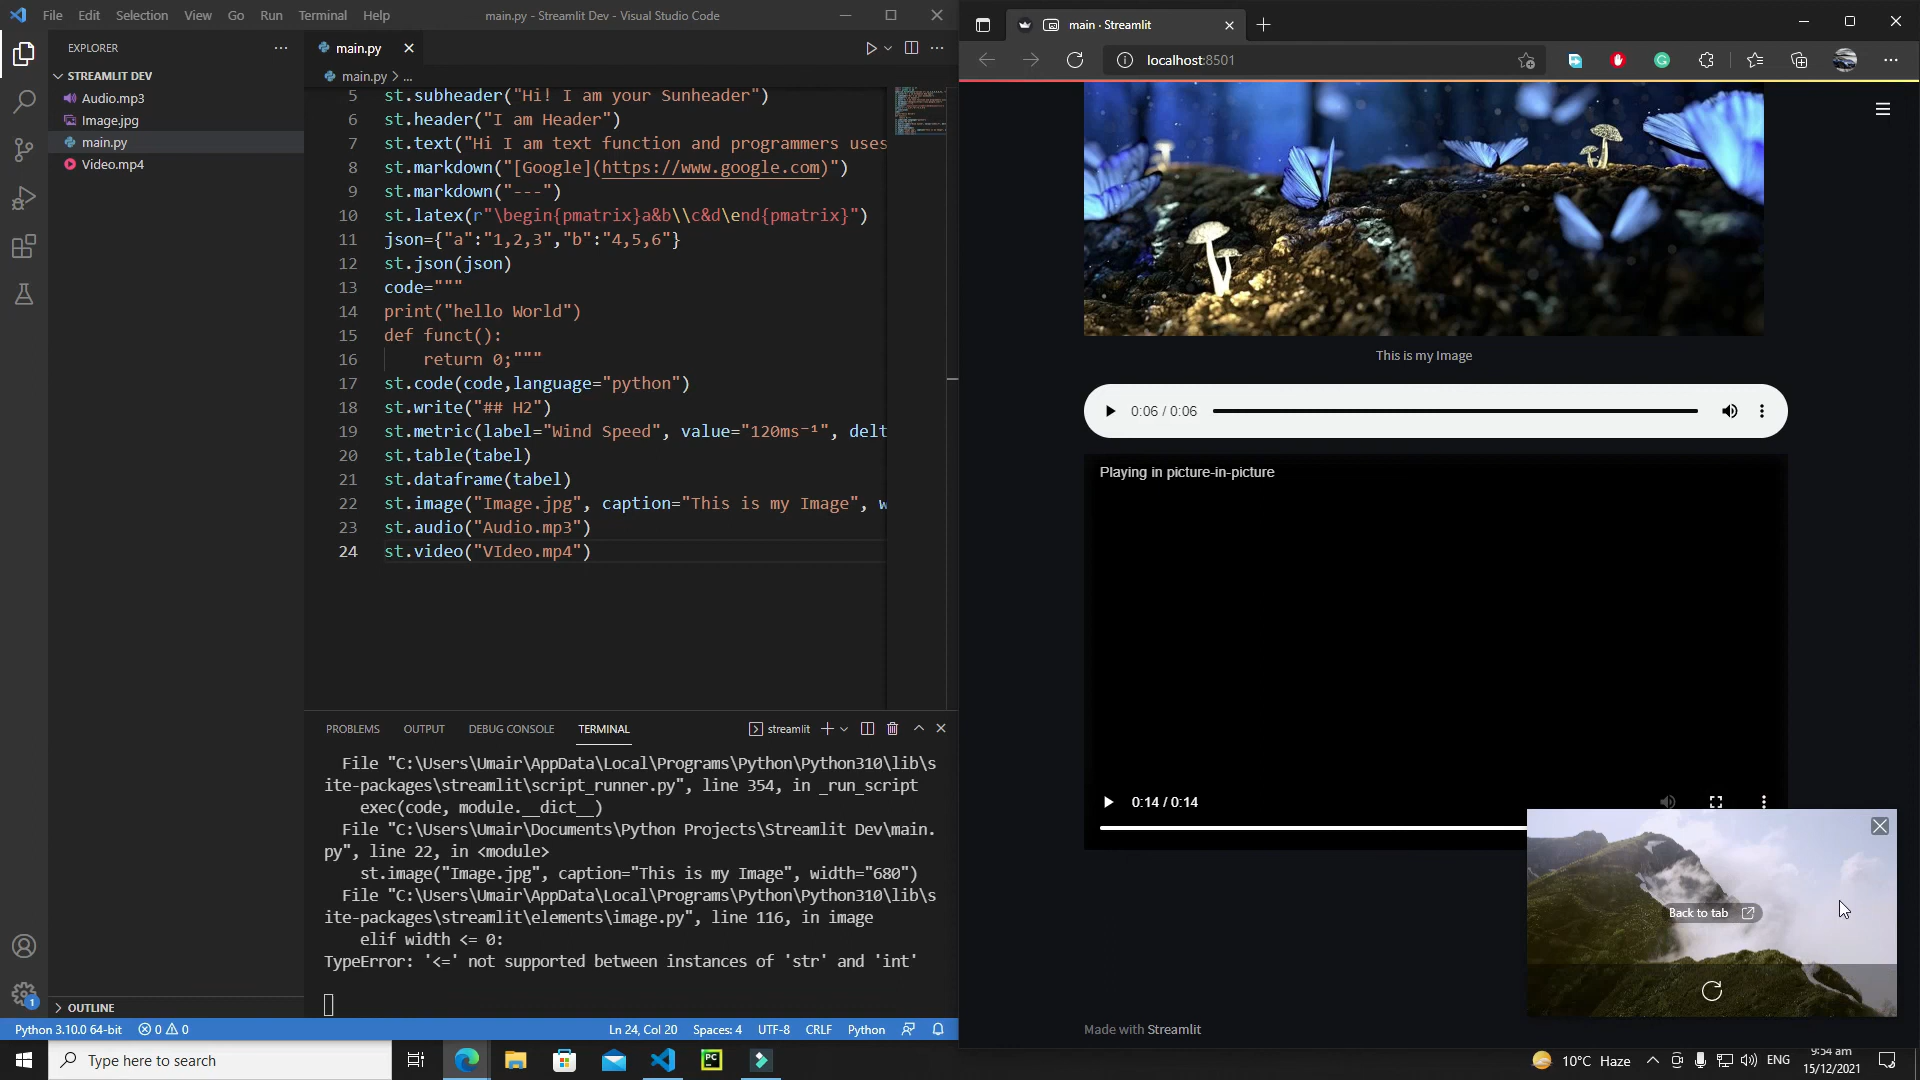 File Edit Selection View Go Run Terminal Help
main.py - Streamlit Dev - Visual Studio Code
EXPLORER
STREAMLIT DEV
Audio.mp3
Image.jpg
main.py
Video.mp4
OUTLINE
main.py
main.py > ...
5 st.subheader("Hi! I am your Sunheader")
6 st.header("I am Header")
7 st.text("Hi I am text function and programmers uses
8 st.markdown("[Google](https://www.google.com)")
9 st.markdown("---")
10 st.latex(r"\begin{pmatrix}a&b\\c&d\end{pmatrix}")
11 json={"a":"1,2,3","b":"4,5,6"}
12 st.json(json)
13 code="""
14 print("hello World")
15 def funct():
16 return 0;"""
17 st.code(code,language="python")
18 st.write("## H2")
19 st.metric(label="Wind Speed", value="120ms⁻¹", delt
20 st.table(tabel)
21 st.dataframe(tabel)
22 st.image("Image.jpg", caption="This is my Image", w
23 st.audio("Audio.mp3")
24 st.video("VIdeo.mp4")
PROBLEMS OUTPUT DEBUG CONSOLE TERMINAL
streamlit
File "C:\Users\Umair\AppData\Local\Programs\Python\Python310\lib\s
ite-packages\streamlit\script_runner.py", line 354, in _run_script
exec(code, module.__dict__)
File "C:\Users\Umair\Documents\Python Projects\Streamlit Dev\main.
py", line 22, in <module>
st.image("Image.jpg", caption="This is my Image", width="680")
File "C:\Users\Umair\AppData\Local\Programs\Python\Python310\lib\s
ite-packages\streamlit\elements\image.py", line 116, in image
elif width <= 0:
TypeError: '<=' not supported between instances of 'str' and 'int'
1
Python 3.10.0 64-bit 0 0
Ln 24, Col 20 Spaces: 4 UTF-8 CRLF Python
main · Streamlit
localhost:8501
This is my Image
0:06 / 0:06
Playing in picture-in-picture
0:14 / 0:14
Back to tab
Made with Streamlit
Type here to search
PC
10°C Haze
ENG
9:54 am
15/12/2021